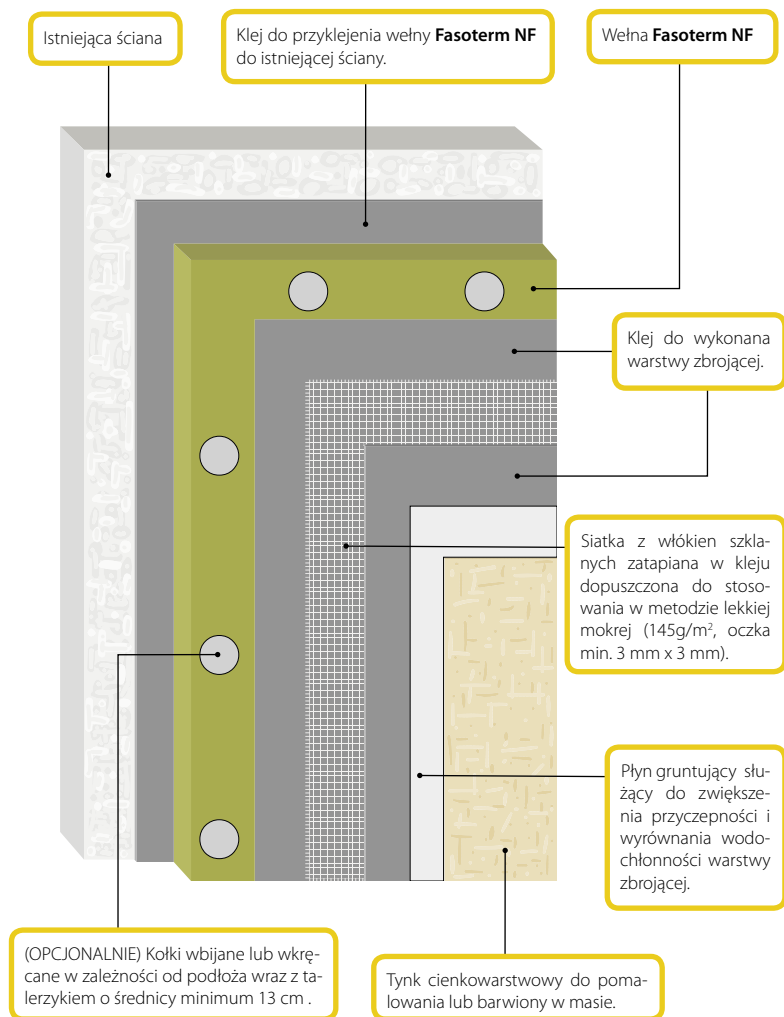 Istniejąca ściana
Klej do przyklejenia wełny Fasoterm NF
do istniejącej ściany.
Wełna Fasoterm NF
Klej do wykonana
warstwy zbrojącej.
Siatka z włókien szkla-
nych zatapiana w kleju
dopuszczona do stoso-
wania w metodzie lekkiej
mokrej (145g/m², oczka
min. 3 mm x 3 mm).
Płyn gruntujący słu-
żący do zwiększe-
nia przyczepności i
wyrównania wodo-
chłonności warstwy
zbrojącej.
(OPCJONALNIE) Kołki wbijane lub wkrę-
cane w zależności od podłoża wraz z ta-
lerzykiem o średnicy minimum 13 cm .
Tynk cienkowarstwowy do poma-
lowania lub barwiony w masie.